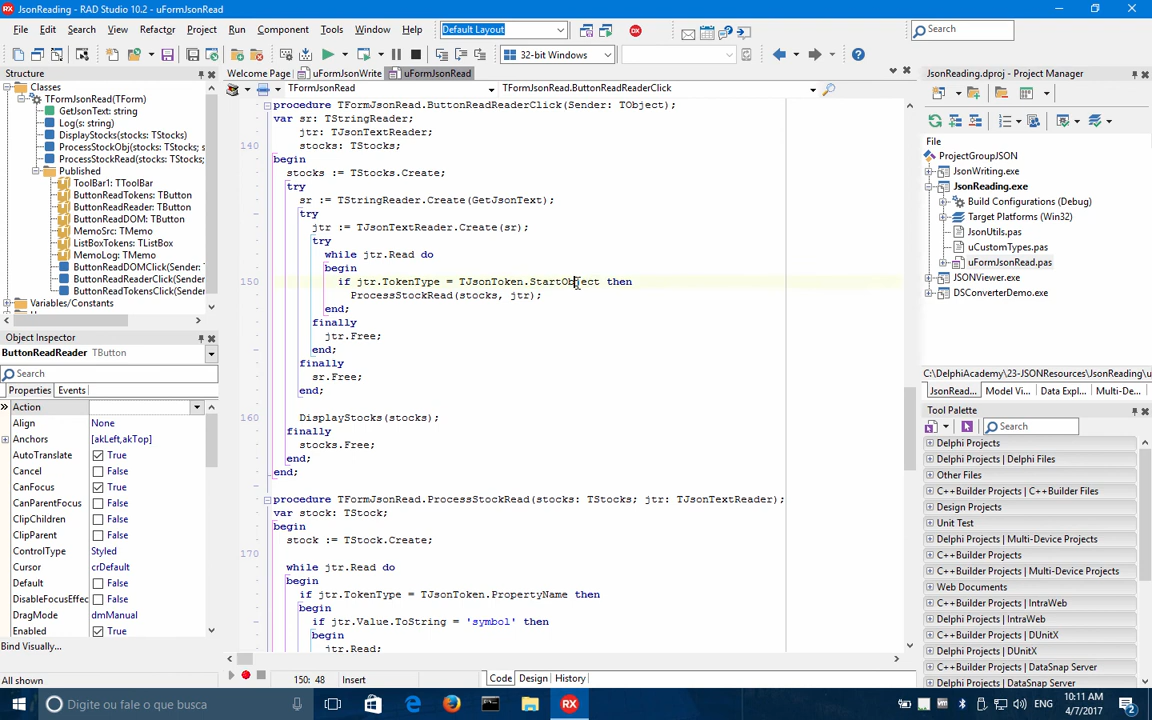 JsonReading - RAD Studio 10.2 - uFormJsonRead
File Edit Search View Refactor Project Run Component Tools Window Help Default Layout Search
32-bit Windows
Structure
Classes
TFormJsonRead(TForm)
GetJsonText: string
Log(s: string)
DisplayStocks(stocks: TStocks)
ProcessStockObj(stocks: TStocks;
ProcessStockRead(stocks: TStocks;
Published
ToolBar1: TToolBar
ButtonReadTokens: TButton
ButtonReadReader: TButton
ButtonReadDOM: TButton
MemoSrc: TMemo
ListBoxTokens: TListBox
MemoLog: TMemo
ButtonReadDOMClick(Sender:
ButtonReadReaderClick(Sender:
ButtonReadTokensClick(Sender:
Variables/Constants
Object Inspector
ButtonReadReader TButton
Search
Properties Events
Action
Align None
Anchors [akLeft,akTop]
AutoTranslate True
Cancel False
CanFocus True
CanParentFocus False
ClipChildren False
ClipParent False
ControlType Styled
Cursor crDefault
Default False
DisableFocusEffec False
DragMode dmManual
Enabled True
Bind Visually...
All shown
Welcome Page uFormJsonWrite uFormJsonRead
TFormJsonRead TFormJsonRead.ButtonReadReaderClick
procedure TFormJsonRead.ButtonReadReaderClick(Sender: TObject);
var sr: TStringReader;
jtr: TJsonTextReader;
140 stocks: TStocks;
begin
stocks := TStocks.Create;
try
sr := TStringReader.Create(GetJsonText);
try
jtr := TJsonTextReader.Create(sr);
try
while jtr.Read do
begin
150 if jtr.TokenType = TJsonToken.StartObject then
ProcessStockRead(stocks, jtr);
end;
finally
jtr.Free;
end;
finally
sr.Free;
end;
160 DisplayStocks(stocks);
finally
stocks.Free;
end;
end;
procedure TFormJsonRead.ProcessStockRead(stocks: TStocks; jtr: TJsonTextReader);
var stock: TStock;
begin
stock := TStock.Create;
170
while jtr.Read do
begin
if jtr.TokenType = TJsonToken.PropertyName then
begin
if jtr.Value.ToString = 'symbol' then
begin
jtr.Read;
150: 48 Insert Code Design History
JsonReading.dproj - Project Manager
File
ProjectGroupJSON
JsonWriting.exe
JsonReading.exe
Build Configurations (Debug)
Target Platforms (Win32)
JsonUtils.pas
uCustomTypes.pas
uFormJsonRead.pas
JSONViewer.exe
DSConverterDemo.exe
C:\DelphiAcademy\23-JSONResources\JsonReading\u
JsonRead... Model Vi... Data Expl... Multi-De...
Tool Palette
Search
Delphi Projects
Delphi Projects | Delphi Files
Other Files
C++Builder Projects | C++Builder Files
Design Projects
Unit Test
Delphi Projects | Multi-Device Projects
C++Builder Projects
C++Builder Projects | Multi-Device Projects
Web Documents
C++Builder Projects | IntraWeb
Delphi Projects | IntraWeb
C++Builder Projects | DUnitX
Delphi Projects | DUnitX
C++Builder Projects | DataSnap Server
Delphi Projects | DataSnap Server
Digite ou fale o que busca
RX
ENG
10:11 AM
4/7/2017
2